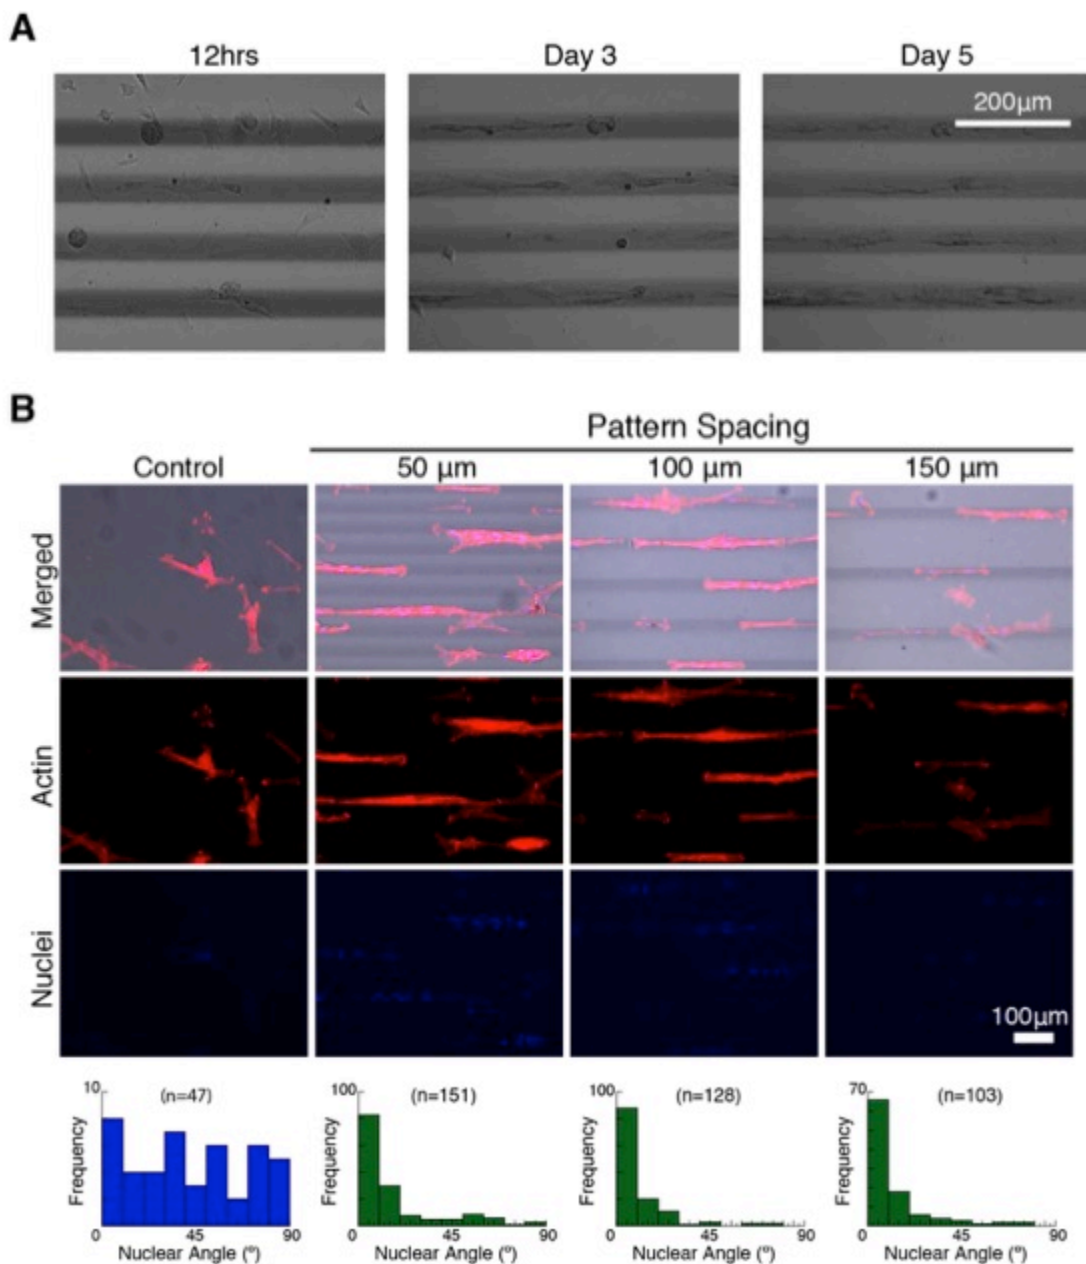 A
12hrs Day 3 Day 5
200µm
B
Pattern Spacing
Control 50 µm 100 µm 150 µm
Merged
Actin
Nuclei
100µm
10 (n=47) 100 (n=151) 100 (n=128) 70 (n=103)
Frequency Frequency Frequency Frequency
0 45 90 0 45 90 0 45 90 0 45 90
Nuclear Angle (º) Nuclear Angle (º) Nuclear Angle (º) Nuclear Angle (º)